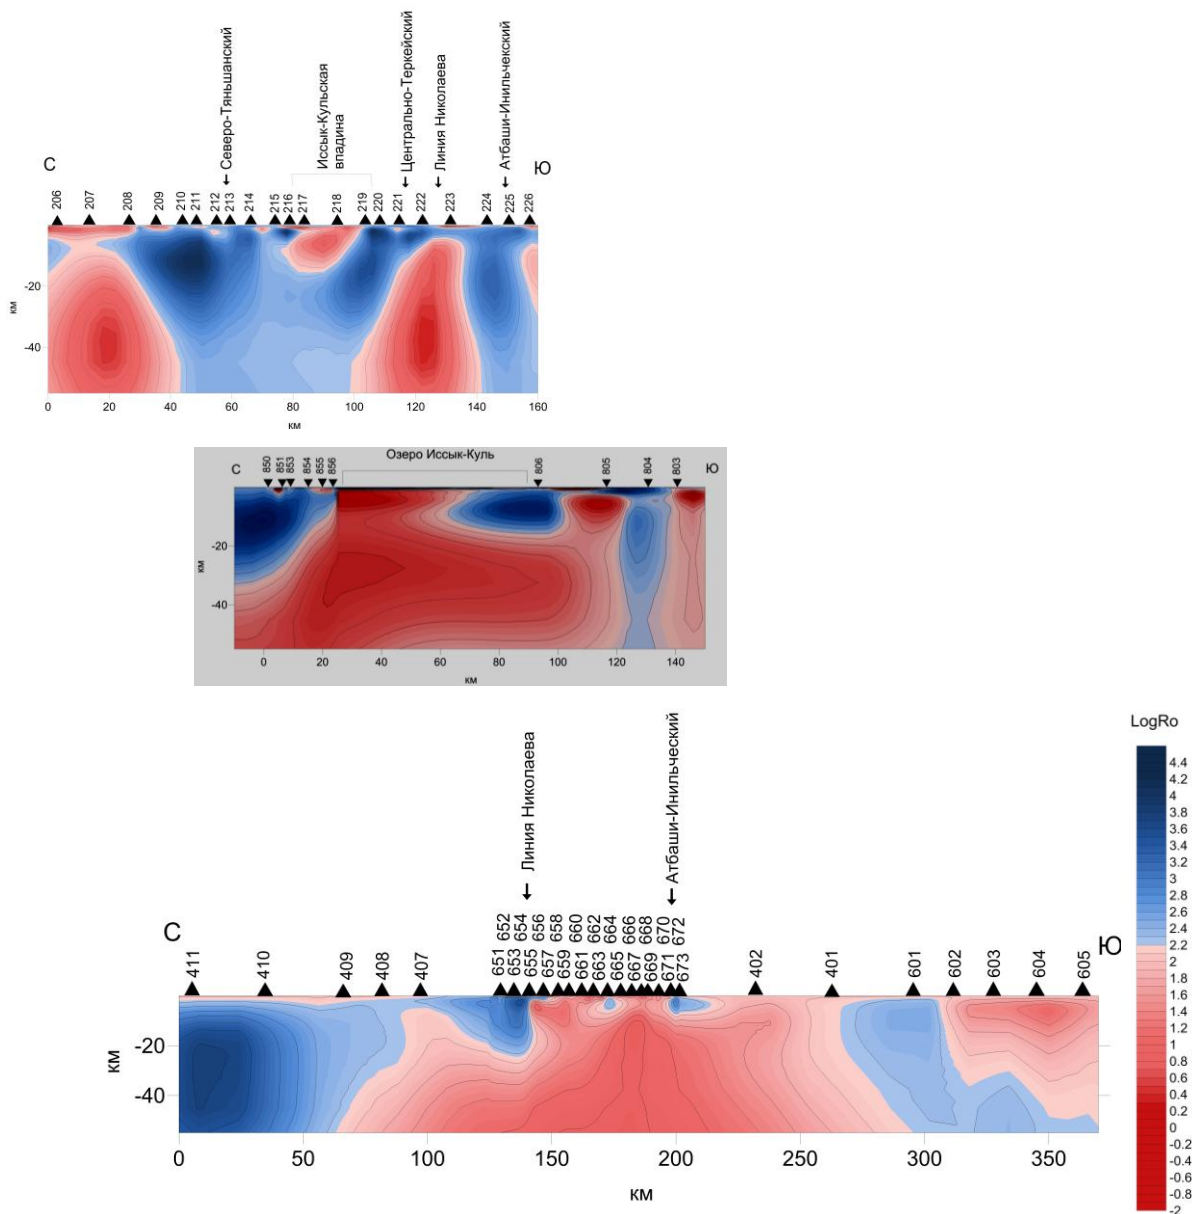 Северо-Тяньшанский
Иссык-Кульская
впадина
Центрально-Теркейский
Линия Николаева
Атбаши-Инильчекский
С
Ю
206 207 208 209 210 211 212 213 214 215 216 217 218 219 220 221 222 223 224 225 226
-20
км
-40
0 20 40 60 80 100 120 140 160
км
Озеро Иссык-Куль
С
Ю
850 851 853 854 855 856 806 805 804 803
-20
км
-40
0 20 40 60 80 100 120 140
км
Линия Николаева
Атбаши-Инильческий
С
Ю
652 654 656 658 660 662 664 666 668 670 672
411 410 409 408 407 651 653 655 657 659 661 663 665 667 669 671 673 402 401 601 602 603 604 605
-20
км
-40
0 50 100 150 200 250 300 350
км
LogRo
4.4
4.2
4
3.8
3.6
3.4
3.2
3
2.8
2.6
2.4
2.2
2
1.8
1.6
1.4
1.2
1
0.8
0.6
0.4
0.2
0
-0.2
-0.4
-0.6
-0.8
-2